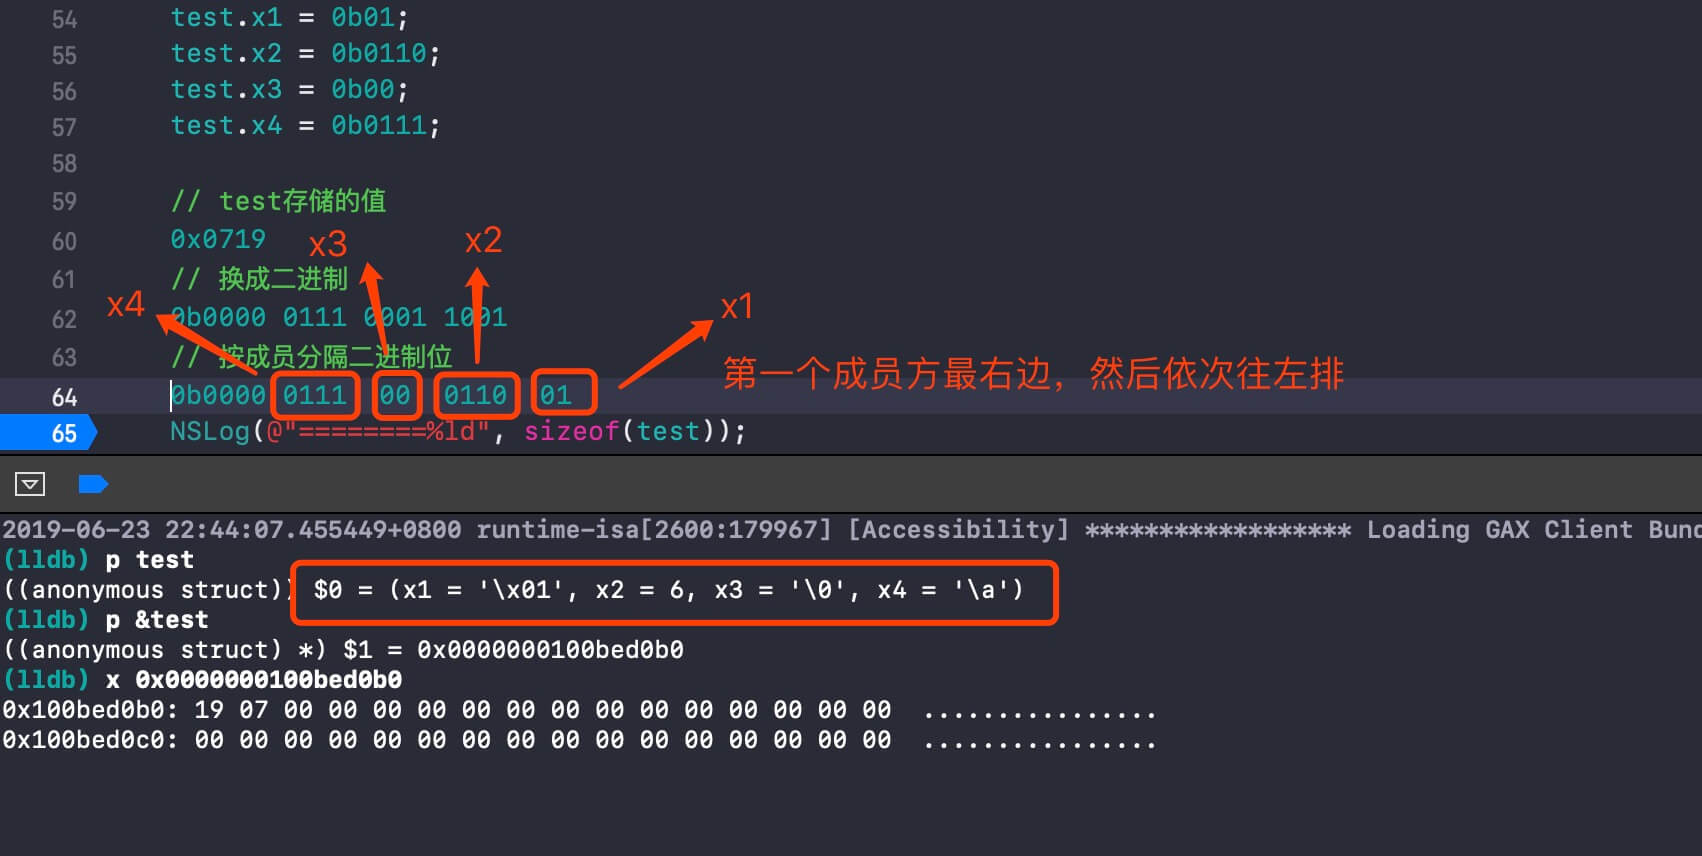 54 test.x1 = 0b01;
55 test.x2 = 0b0110;
56 test.x3 = 0b00;
57 test.x4 = 0b0111;
58
59 // test存储的值
60 0x0719
x3
x2
61 // 换成二进制
x4
x1
62 0b0000 0111 0001 1001
63 // 按成员分隔二进制位
第一个成员方最右边，然后依次往左排
64 0b0000 0111 00 0110 01
65 NSLog(@"========%ld", sizeof(test));
2019-06-23 22:44:07.455449+0800 runtime-isa[2600:179967] [Accessibility] ****************** Loading GAX Client Bund
(lldb) p test
((anonymous struct)) $0 = (x1 = '\x01', x2 = 6, x3 = '\0', x4 = '\a')
(lldb) p &test
((anonymous struct) *) $1 = 0x0000000100bed0b0
(lldb) x 0x0000000100bed0b0
0x100bed0b0: 19 07 00 00 00 00 00 00 00 00 00 00 00 00 00 00 ................
0x100bed0c0: 00 00 00 00 00 00 00 00 00 00 00 00 00 00 00 00 ................